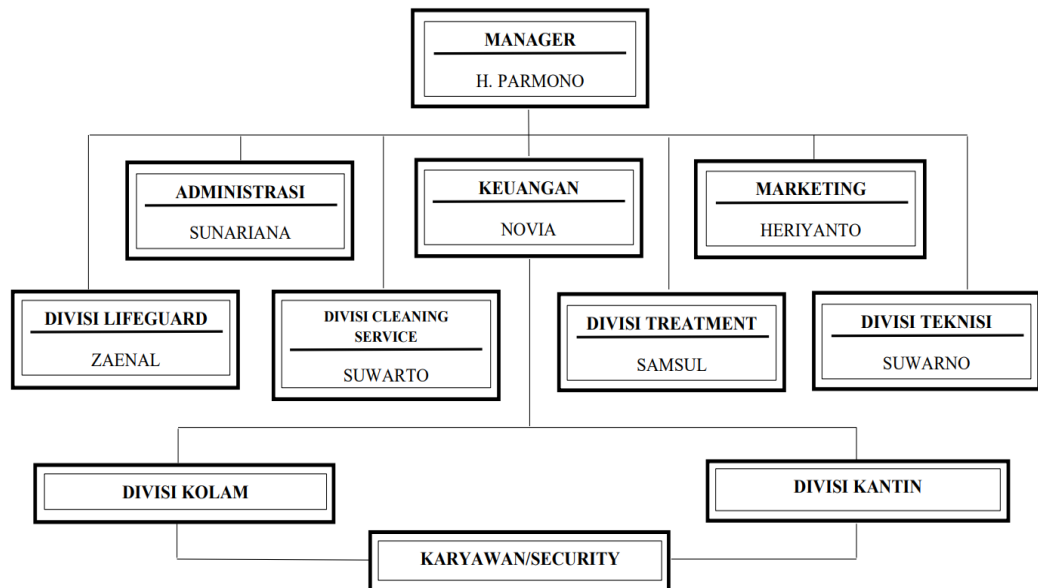 MANAGER
H. PARMONO
ADMINISTRASI
SUNARIANA
KEUANGAN
NOVIA
MARKETING
HERIYANTO
DIVISI LIFEGUARD
ZAENAL
DIVISI CLEANING
SERVICE
SUWARTO
DIVISI TREATMENT
SAMSUL
DIVISI TEKNISI
SUWARNO
DIVISI KOLAM
DIVISI KANTIN
KARYAWAN/SECURITY